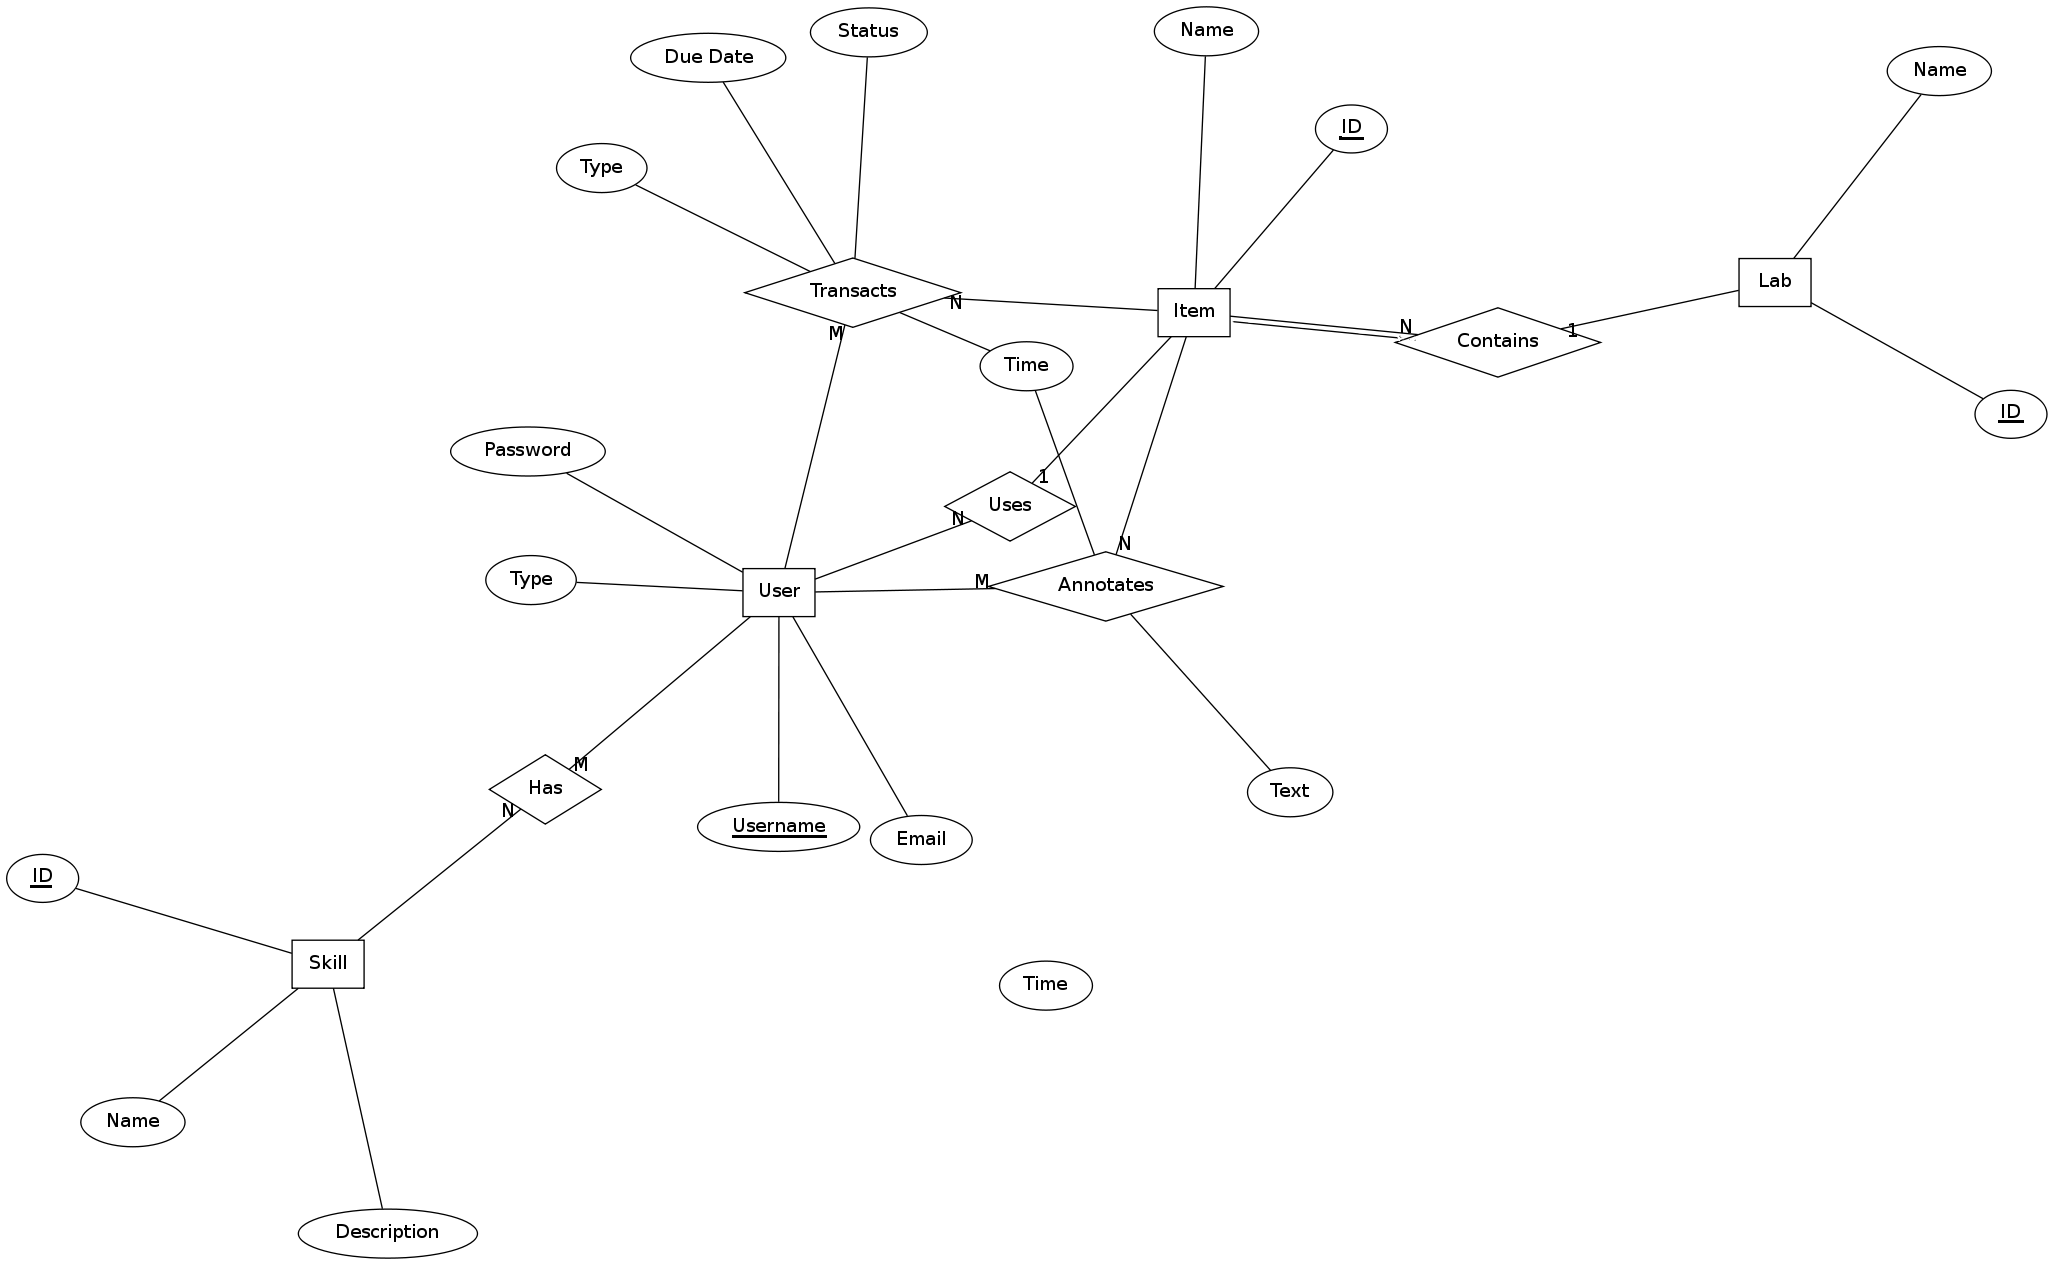 Name
Status
Due Date
Name
ID
Type
Lab
Transacts
N
Item
N
1
Contains
M
Time
ID
Password
1
Uses
N
N
Type
User
M
Annotates
M
Has
Text
N
Username
Email
ID
Skill
Time
Name
Description